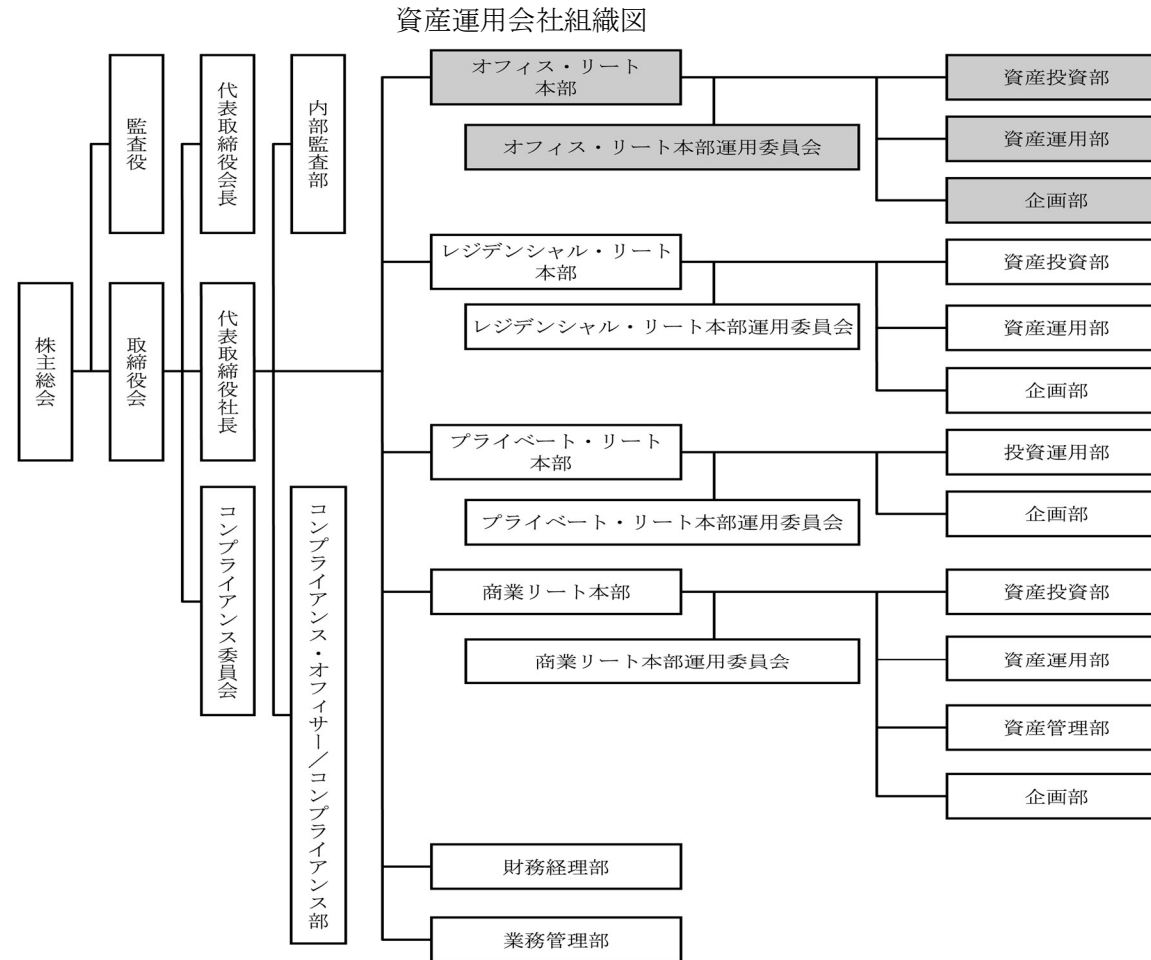 資産運用会社組織図
株主総会
監査役
取締役会
代表取締役会長
代表取締役社長
コンプライアンス委員会
内部監査部
コンプライアンス・オフィサー／コンプライアンス部
オフィス・リート
本部
オフィス・リート本部運用委員会
資産投資部
資産運用部
企画部
レジデンシャル・リート
本部
レジデンシャル・リート本部運用委員会
資産投資部
資産運用部
企画部
プライベート・リート
本部
プライベート・リート本部運用委員会
投資運用部
企画部
商業リート本部
商業リート本部運用委員会
資産投資部
資産運用部
資産管理部
企画部
財務経理部
業務管理部